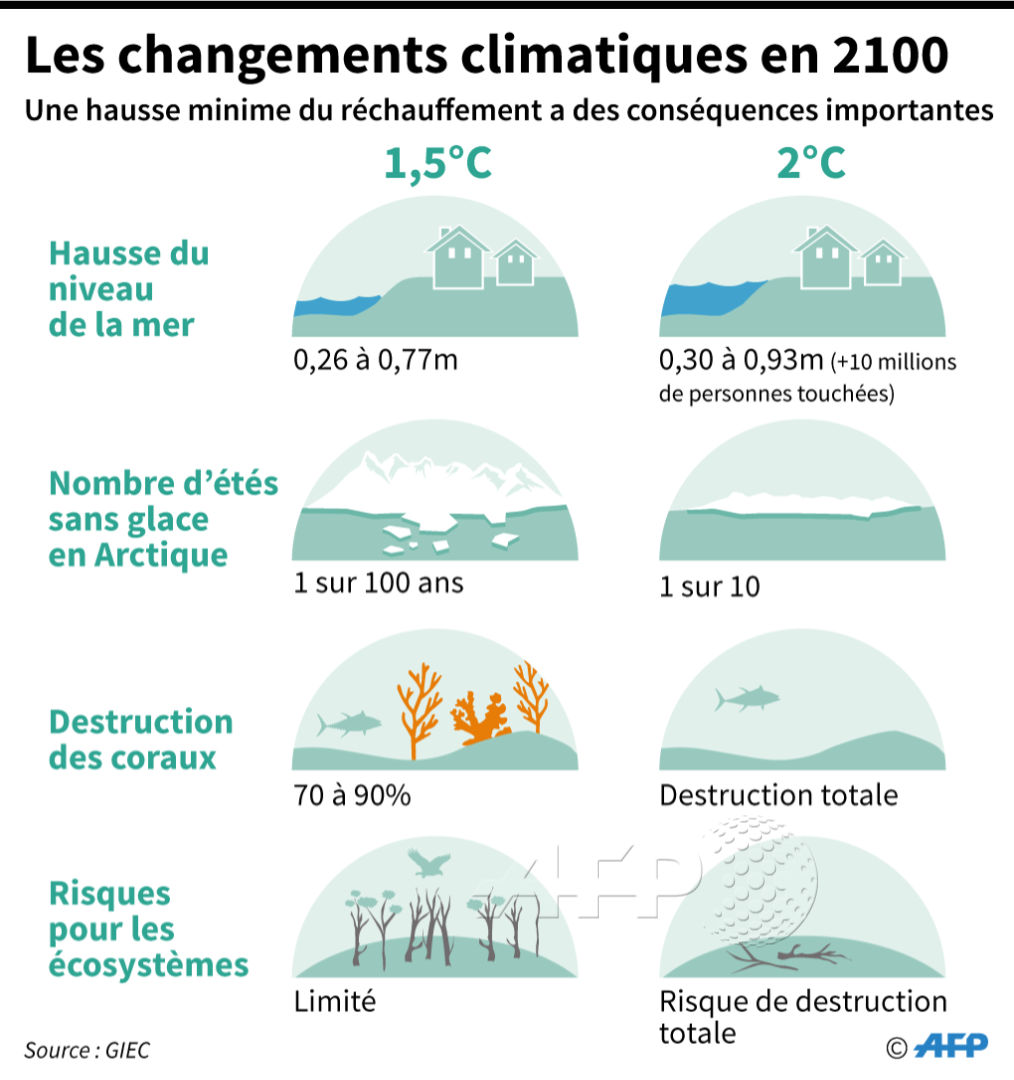 Les changements climatiques en 2100
Une hausse minime du réchauffement a des conséquences importantes
1,5°C
2°C
Hausse du
niveau
de la mer
0,26 à 0,77m
0,30 à 0,93m (+10 millions
de personnes touchées)
Nombre d’étés
sans glace
en Arctique
1 sur 100 ans
1 sur 10
Destruction
des coraux
70 à 90%
Destruction totale
AFP
Risques
pour les
écosystèmes
Limité
Risque de destruction
totale
Source : GIEC
© AFP